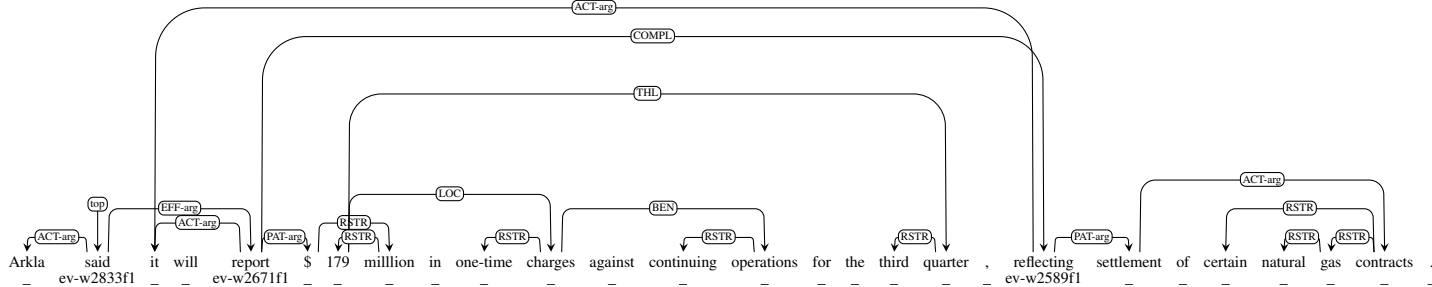 ACT-arg
COMPL
THL
LOC ACT-arg
top EFF-arg BEN RSTR
ACT-arg RSTR
ACT-arg PAT-arg RSTR RSTR RSTR RSTR PAT-arg RSTR RSTR
Arkla said it will report $ 179 milllion in one-time charges against continuing operations for the third quarter , reflecting settlement of certain natural gas contracts .
_ ev-w2833f1 _ _ ev-w2671f1 _ _ _ _ _ _ _ _ _ _ _ _ _ _ ev-w2589f1 _ _ _ _ _ _ _